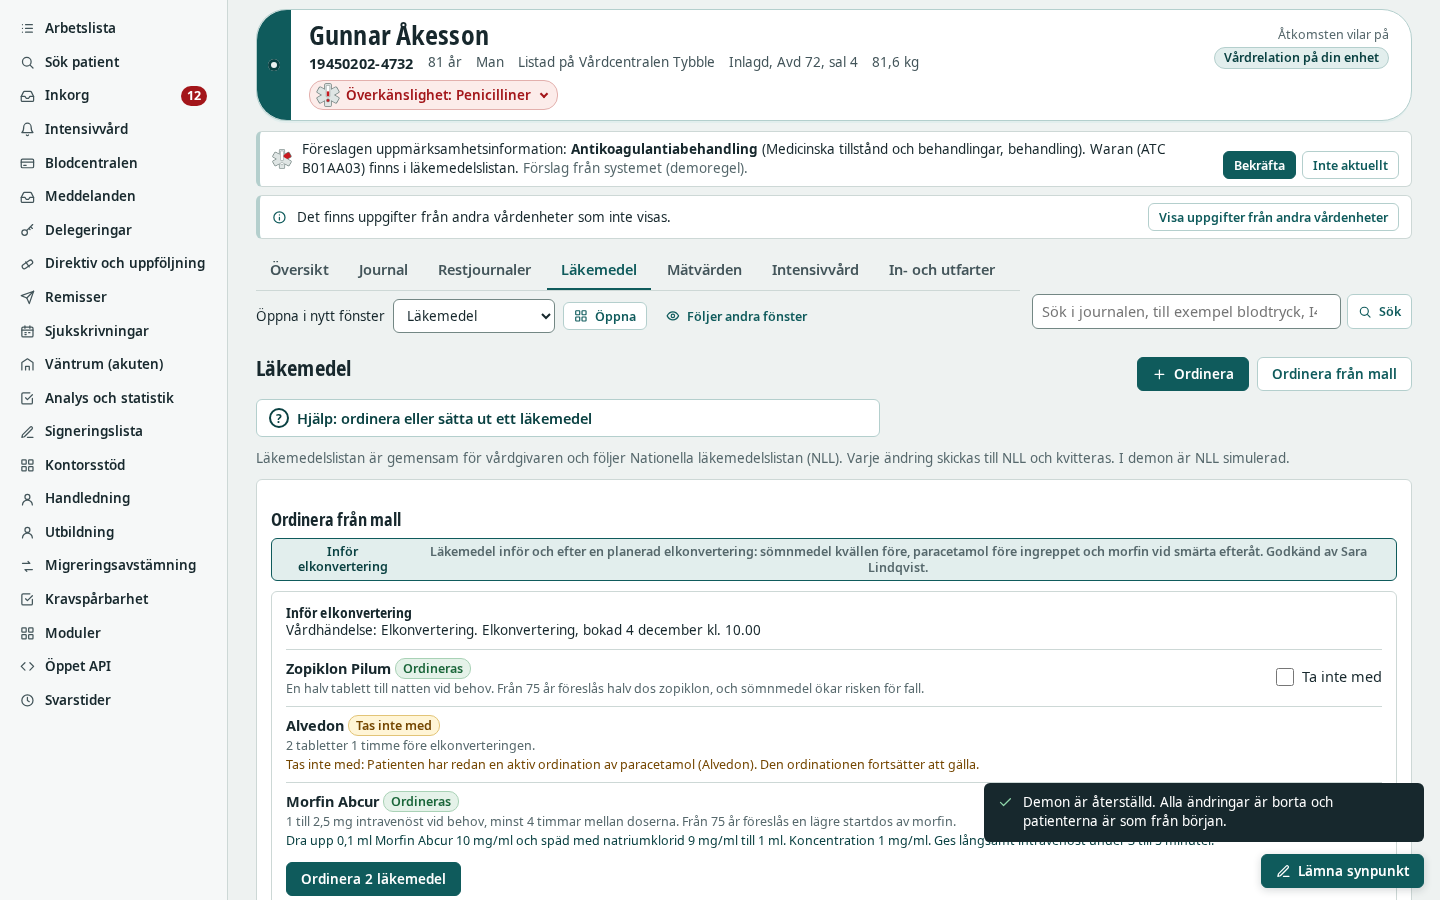 Arbetslista
Sök patient
Inkorg
12
Intensivvård
Blodcentralen
Meddelanden
Delegeringar
Direktiv och uppföljning
Remisser
Sjukskrivningar
Väntrum (akuten)
Analys och statistik
Signeringslista
Kontorsstöd
Handledning
Utbildning
Migreringsavstämning
Kravspårbarhet
Moduler
Öppet API
Svarstider
Gunnar Åkesson
19450202-4732 81 år Man Listad på Vårdcentralen Tybble Inlagd, Avd 72, sal 4 81,6 kg
Överkänslighet: Penicilliner
Åtkomsten vilar på
Vårdrelation på din enhet
Föreslagen uppmärksamhetsinformation: Antikoagulantiabehandling (Medicinska tillstånd och behandlingar, behandling). Waran (ATC
B01AA03) finns i läkemedelslistan. Förslag från systemet (demoregel).
Bekräfta
Inte aktuellt
Det finns uppgifter från andra vårdenheter som inte visas.
Visa uppgifter från andra vårdenheter
Översikt Journal Restjournaler Läkemedel Mätvärden Intensivvård In- och utfarter
Öppna i nytt fönster Läkemedel Öppna Följer andra fönster
Sök i journalen, till exempel blodtryck, I
Sök
Läkemedel
Ordinera
Ordinera från mall
? Hjälp: ordinera eller sätta ut ett läkemedel
Läkemedelslistan är gemensam för vårdgivaren och följer Nationella läkemedelslistan (NLL). Varje ändring skickas till NLL och kvitteras. I demon är NLL simulerad.
Ordinera från mall
Inför
elkonvertering
Läkemedel inför och efter en planerad elkonvertering: sömnmedel kvällen före, paracetamol före ingreppet och morfin vid smärta efteråt. Godkänd av Sara
Lindqvist.
Inför elkonvertering
Vårdhändelse: Elkonvertering. Elkonvertering, bokad 4 december kl. 10.00
Zopiklon Pilum Ordineras
En halv tablett till natten vid behov. Från 75 år föreslås halv dos zopiklon, och sömnmedel ökar risken för fall.
Ta inte med
Alvedon Tas inte med
2 tabletter 1 timme före elkonverteringen.
Tas inte med: Patienten har redan en aktiv ordination av paracetamol (Alvedon). Den ordinationen fortsätter att gälla.
Morfin Abcur Ordineras
1 till 2,5 mg intravenöst vid behov, minst 4 timmar mellan doserna. Från 75 år föreslås en lägre startdos av morfin.
Dra upp 0,1 ml Morfin Abcur 10 mg/ml och späd med natriumklorid 9 mg/ml till 1 ml. Koncentration 1 mg/ml. Ges långsamt intravenöst under 3 till 5 minuter.
Ordinera 2 läkemedel
Demon är återställd. Alla ändringar är borta och
patienterna är som från början.
Lämna synpunkt